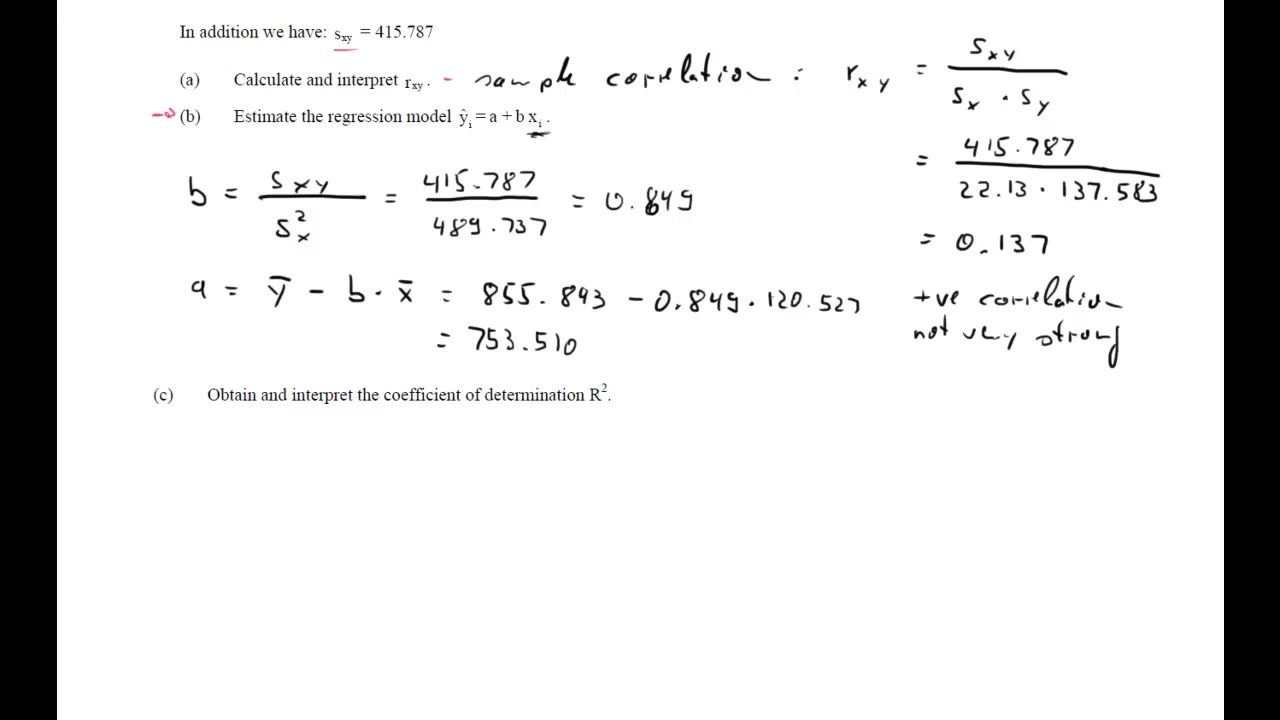 In addition we have: sxy = 415.787
(a) Calculate and interpret rxy. - sample correlation : rxy = sxy / sx · sy
= 415.787 / 22.13 · 137.583
= 0.137
+ve correlation
not very strong
→ (b) Estimate the regression model ŷi = a + b xi .
b = sxy / s²x = 415.787 / 489.737 = 0.849
a = ȳ - b · x̄ = 855.893 - 0.849 · 120.527
= 753.510
(c) Obtain and interpret the coefficient of determination R².